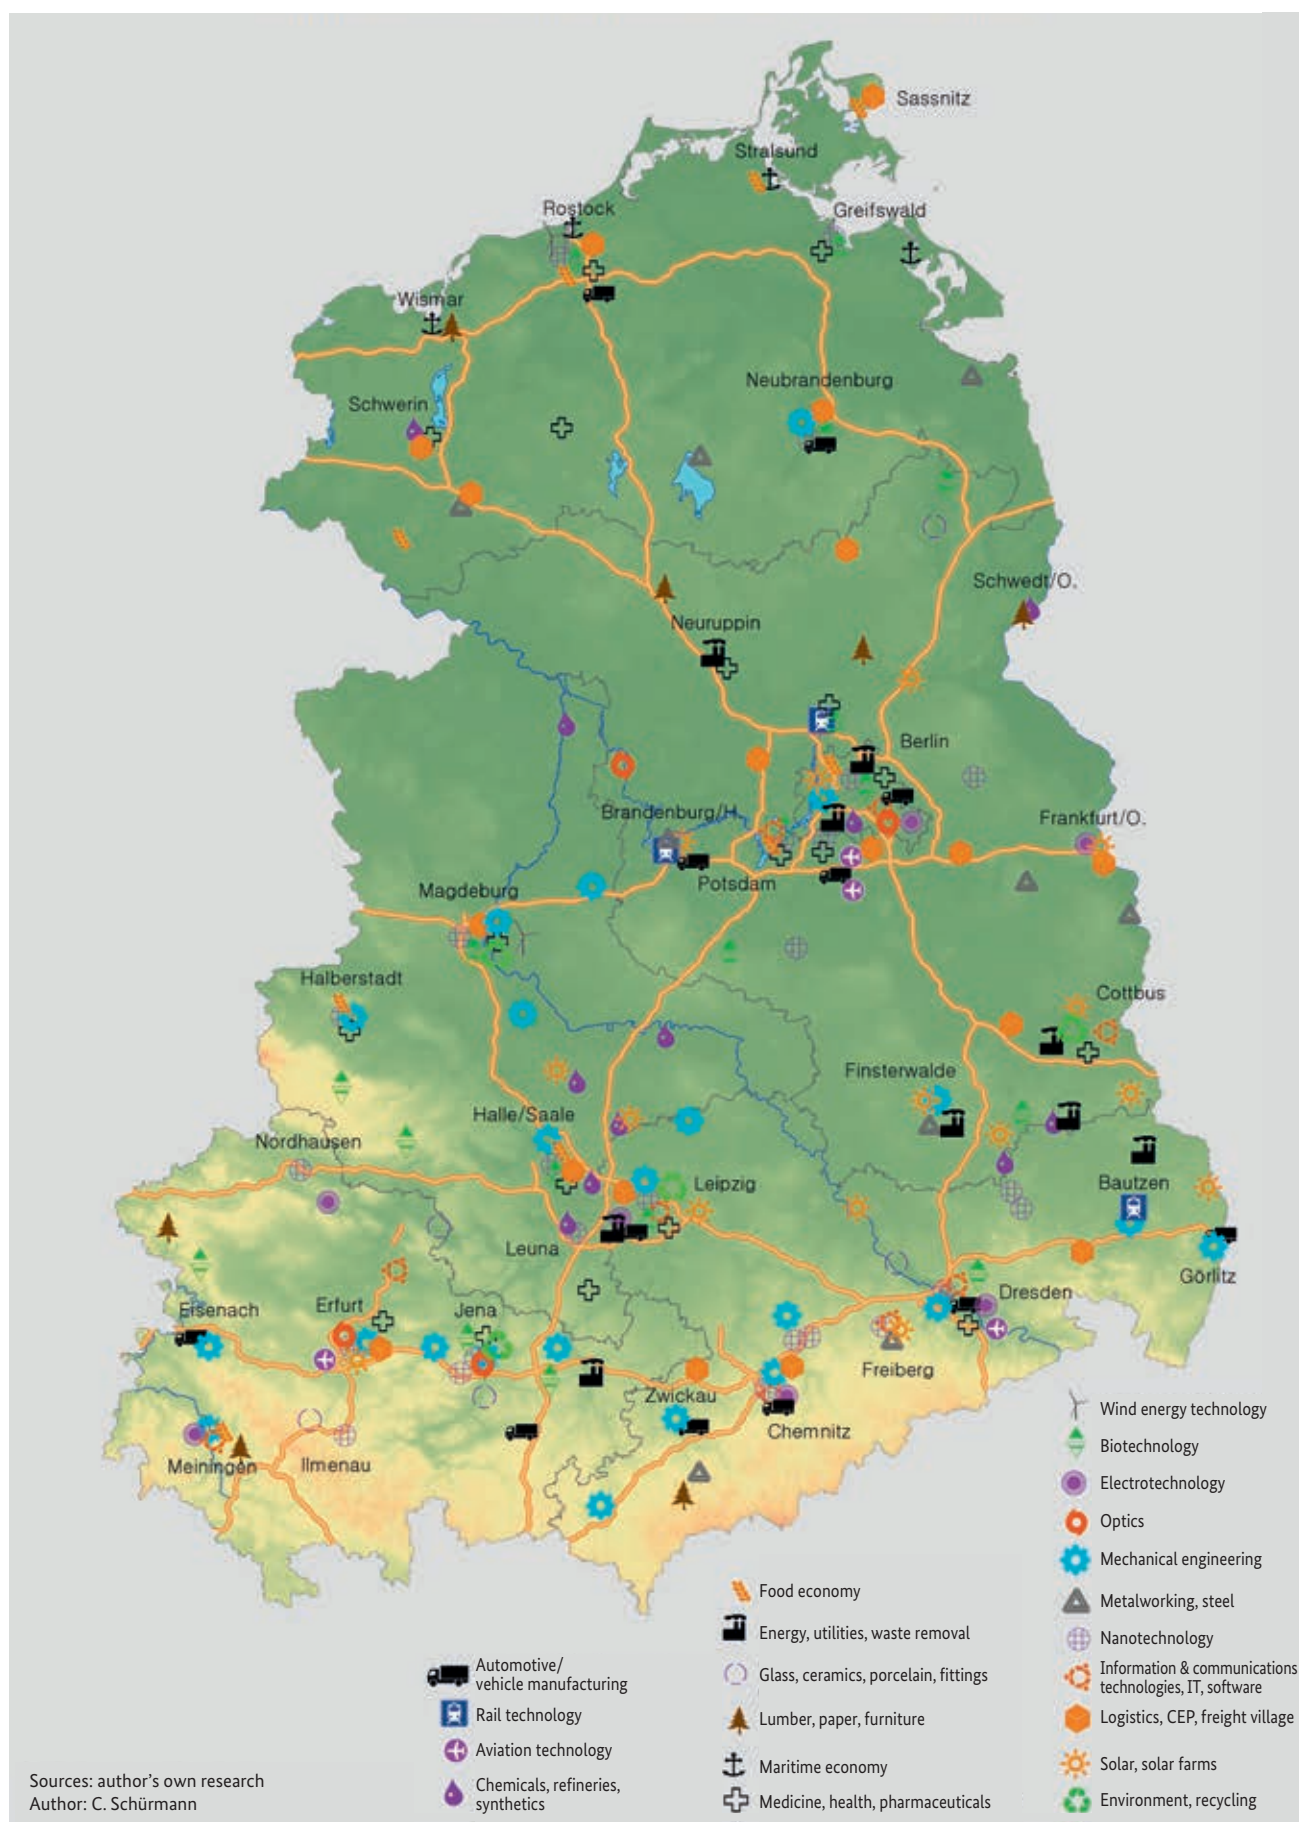 Sassnitz
Stralsund
Rostock
Greifswald
Wismar
Neubrandenburg
Schwerin
Schwedt/O.
Neuruppin
Berlin
Brandenburg/H.
Frankfurt/O.
Magdeburg
Potsdam
Halberstadt
Cottbus
Finsterwalde
Halle/Saale
Nordhausen
Leipzig
Bautzen
Leuna
Görlitz
Eisenach
Erfurt
Jena
Dresden
Freiberg
Zwickau
Chemnitz
Meiningen
Ilmenau
Wind energy technology
Biotechnology
Electrotechnology
Optics
Mechanical engineering
Metalworking, steel
Nanotechnology
Information & communications
technologies, IT, software
Logistics, CEP, freight village
Solar, solar farms
Environment, recycling
Food economy
Energy, utilities, waste removal
Glass, ceramics, porcelain, fittings
Lumber, paper, furniture
Maritime economy
Medicine, health, pharmaceuticals
Automotive/
vehicle manufacturing
Rail technology
Aviation technology
Chemicals, refineries,
synthetics
Sources: author's own research
Author: C. Schürmann